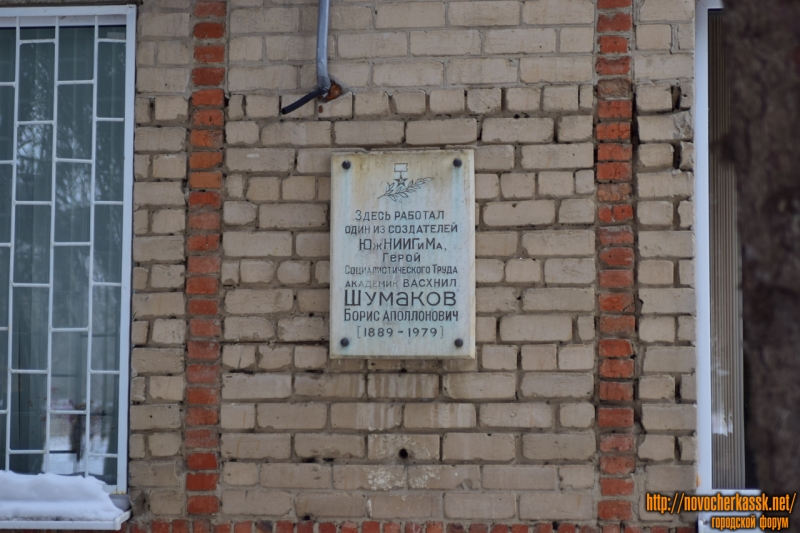 Здесь работал
один из создателей
ЮжНИИГиМа,
Герой
Социалистического Труда
академик ВАСХНИЛ
Шумаков
Борис Аполлонович
[1889-1979]
http://novocherkassk.net/
городской форум